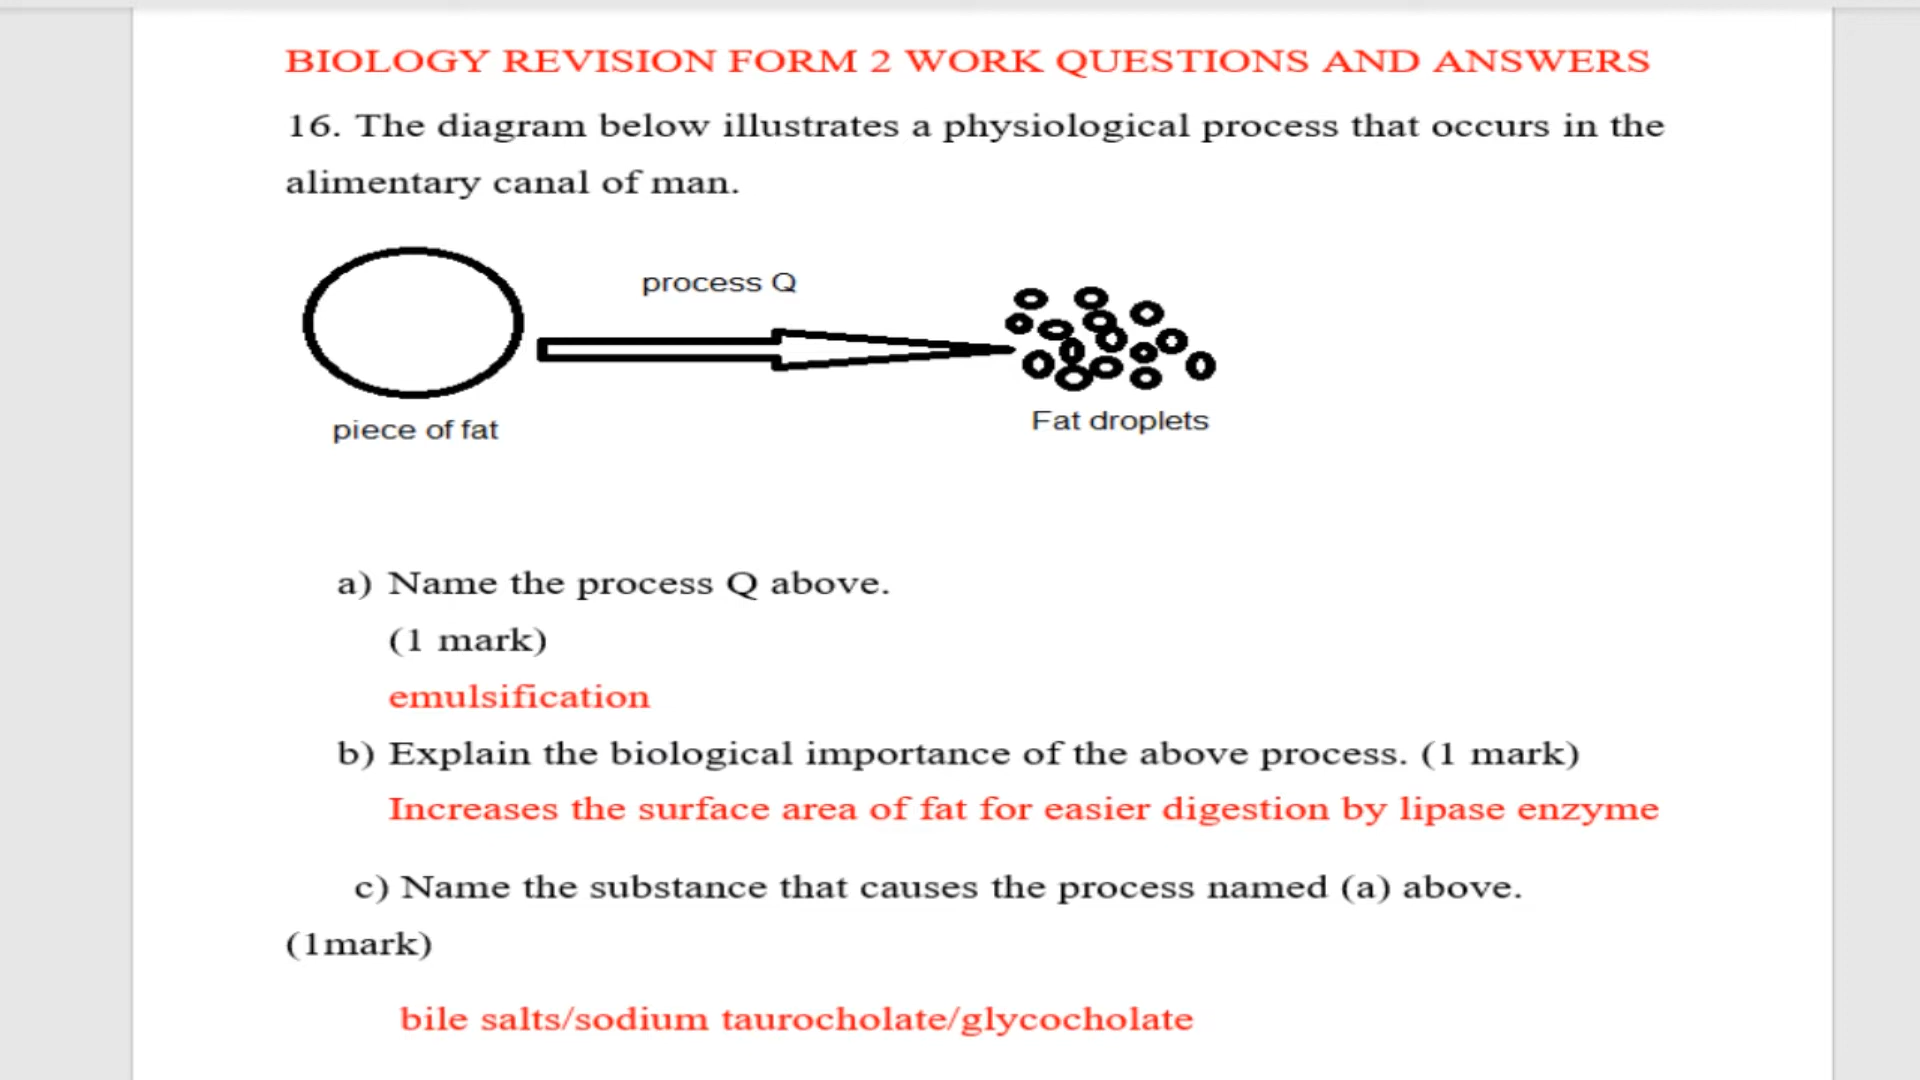 BIOLOGY REVISION FORM 2 WORK QUESTIONS AND ANSWERS
16. The diagram below illustrates a physiological process that occurs in the
alimentary canal of man.
process Q
piece of fat
Fat droplets
a) Name the process Q above.
(1 mark)
emulsification
b) Explain the biological importance of the above process. (1 mark)
Increases the surface area of fat for easier digestion by lipase enzyme
c) Name the substance that causes the process named (a) above.
(1mark)
bile salts/sodium taurocholate/glycocholate